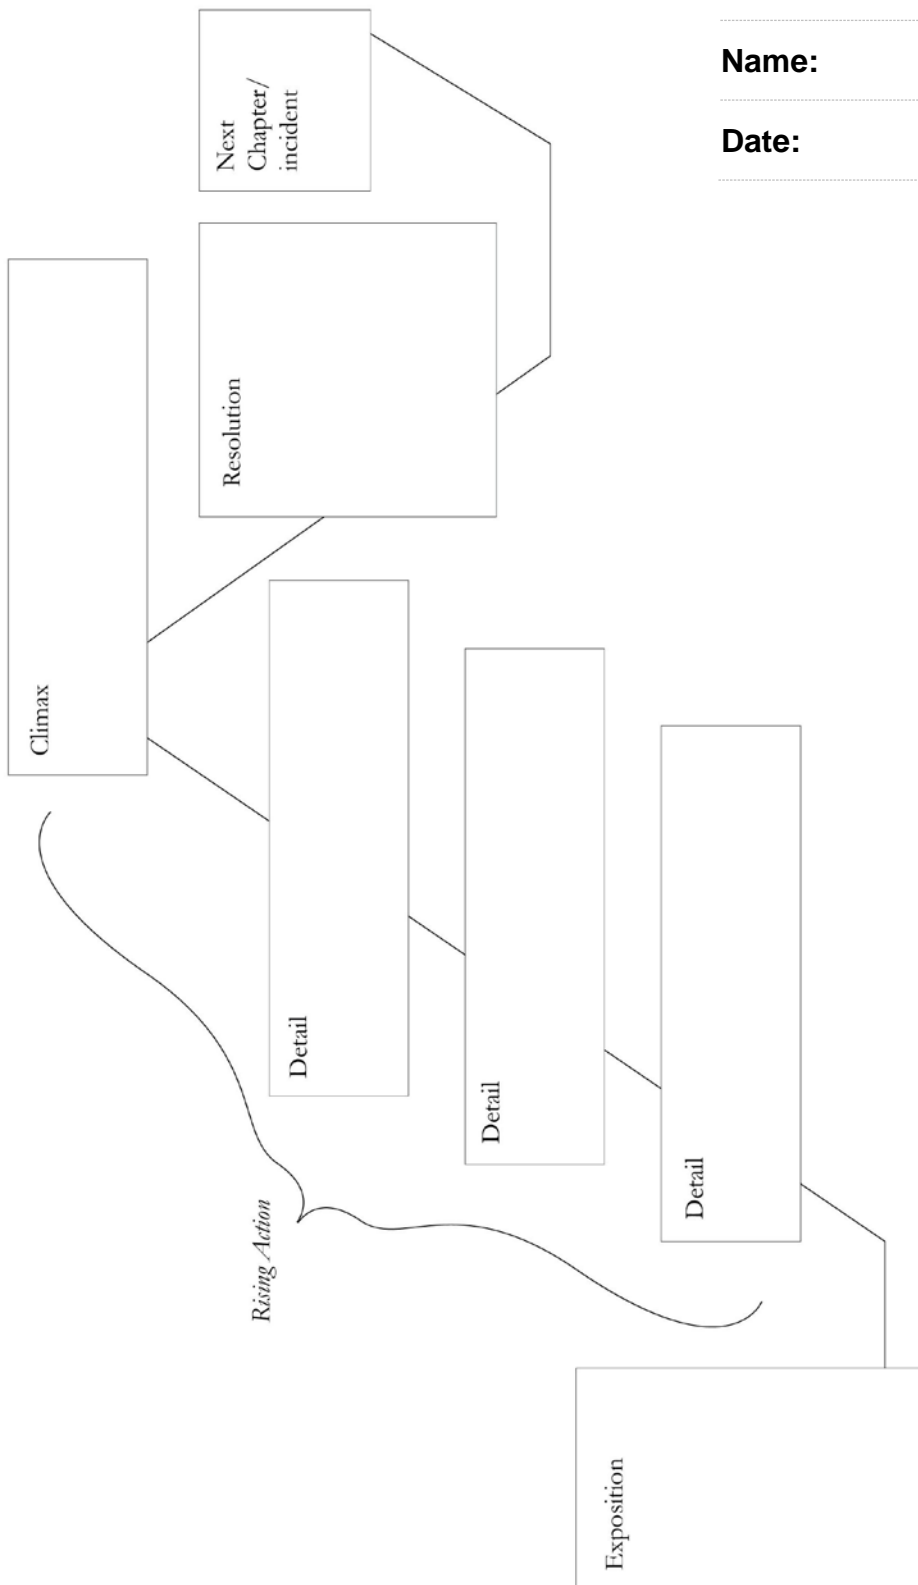 Name:
Date:
Exposition
Rising Action
Detail
Detail
Detail
Climax
Resolution
Next
Chapter/
incident